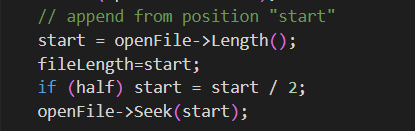 // append from position "start"
start = openFile->Length();
fileLength=start;
if (half) start = start / 2;
openFile->Seek(start);